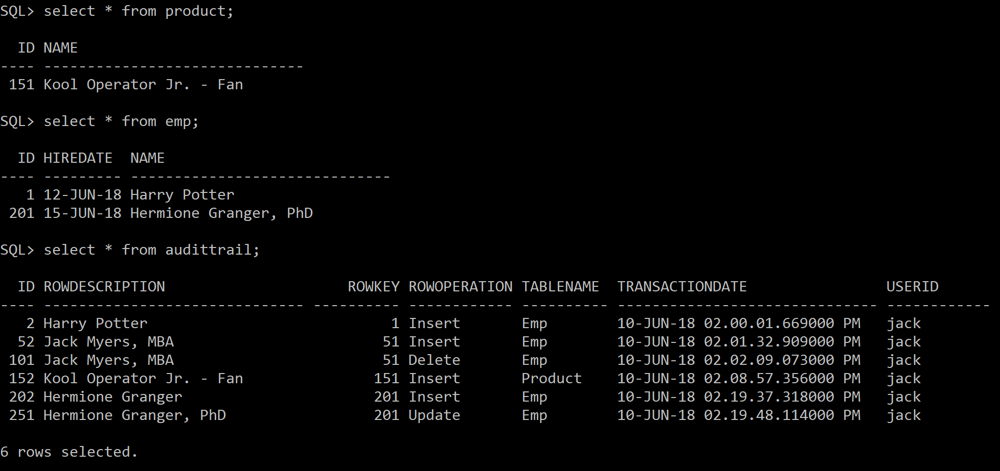 SQL> select * from product;
  ID NAME
---- ------------------------------
 151 Kool Operator Jr. - Fan
SQL> select * from emp;
  ID HIREDATE  NAME
---- --------- ------------------------------
   1 12-JUN-18 Harry Potter
 201 15-JUN-18 Hermione Granger, PhD
SQL> select * from audittrail;
  ID ROWDESCRIPTION                     ROWKEY ROWOPERATION TABLENAME  TRANSACTIONDATE                USERID
---- ------------------------------ ---------- ------------ ---------- ------------------------------ ------------
   2 Harry Potter                            1 Insert       Emp        10-JUN-18 02.00.01.669000 PM   jack
  52 Jack Myers, MBA                        51 Insert       Emp        10-JUN-18 02.01.32.909000 PM   jack
 101 Jack Myers, MBA                        51 Delete       Emp        10-JUN-18 02.02.09.073000 PM   jack
 152 Kool Operator Jr. - Fan               151 Insert       Product    10-JUN-18 02.08.57.356000 PM   jack
 202 Hermione Granger                      201 Insert       Emp        10-JUN-18 02.19.37.318000 PM   jack
 251 Hermione Granger, PhD                 201 Update       Emp        10-JUN-18 02.19.48.114000 PM   jack
6 rows selected.